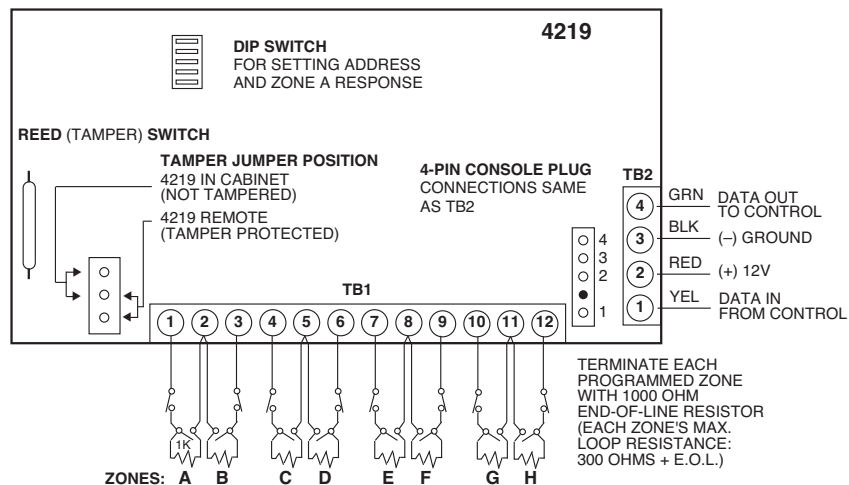 4219
DIP SWITCH
FOR SETTING ADDRESS
AND ZONE A RESPONSE
REED (TAMPER) SWITCH
TAMPER JUMPER POSITION
4219 IN CABINET
(NOT TAMPERED)
4219 REMOTE
(TAMPER PROTECTED)
4-PIN CONSOLE PLUG
CONNECTIONS SAME
AS TB2
4
3
2
1
TB2
4 GRN DATA OUT
TO CONTROL
3 BLK (–) GROUND
2 RED (+) 12V
1 YEL DATA IN
FROM CONTROL
TB1
1 2 3 4 5 6 7 8 9 10 11 12
TERMINATE EACH
PROGRAMMED ZONE
WITH 1000 OHM
END-OF-LINE RESISTOR
(EACH ZONE'S MAX.
LOOP RESISTANCE:
300 OHMS + E.O.L.)
1K
ZONES: A B C D E F G H